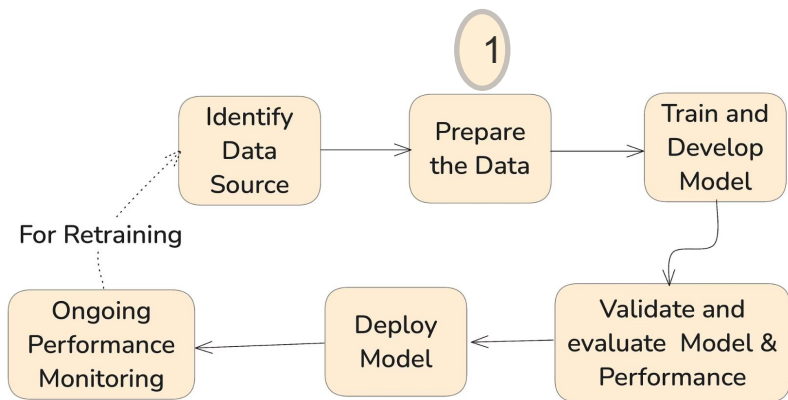 1
Identify
Data
Source
Prepare
the Data
Train and
Develop
Model
For Retraining
Ongoing
Performance
Monitoring
Deploy
Model
Validate and
evaluate Model &
Performance